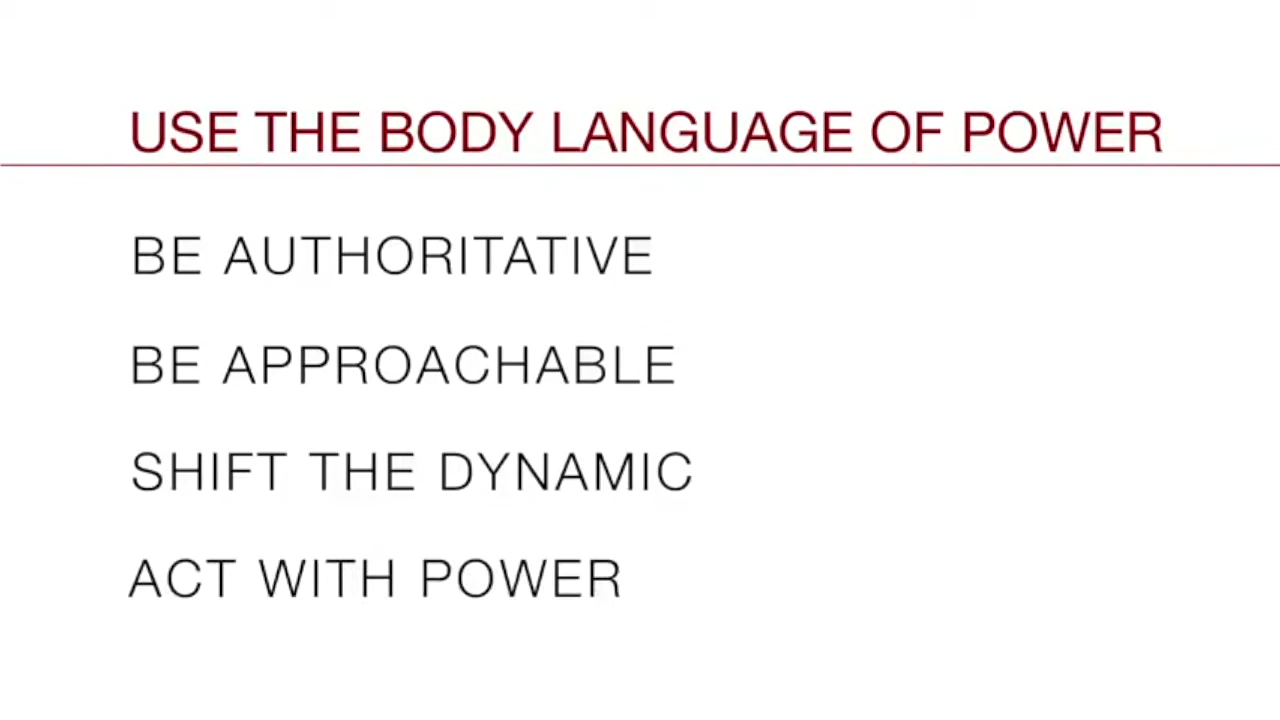 USE THE BODY LANGUAGE OF POWER
BE AUTHORITATIVE
BE APPROACHABLE
SHIFT THE DYNAMIC
ACT WITH POWER